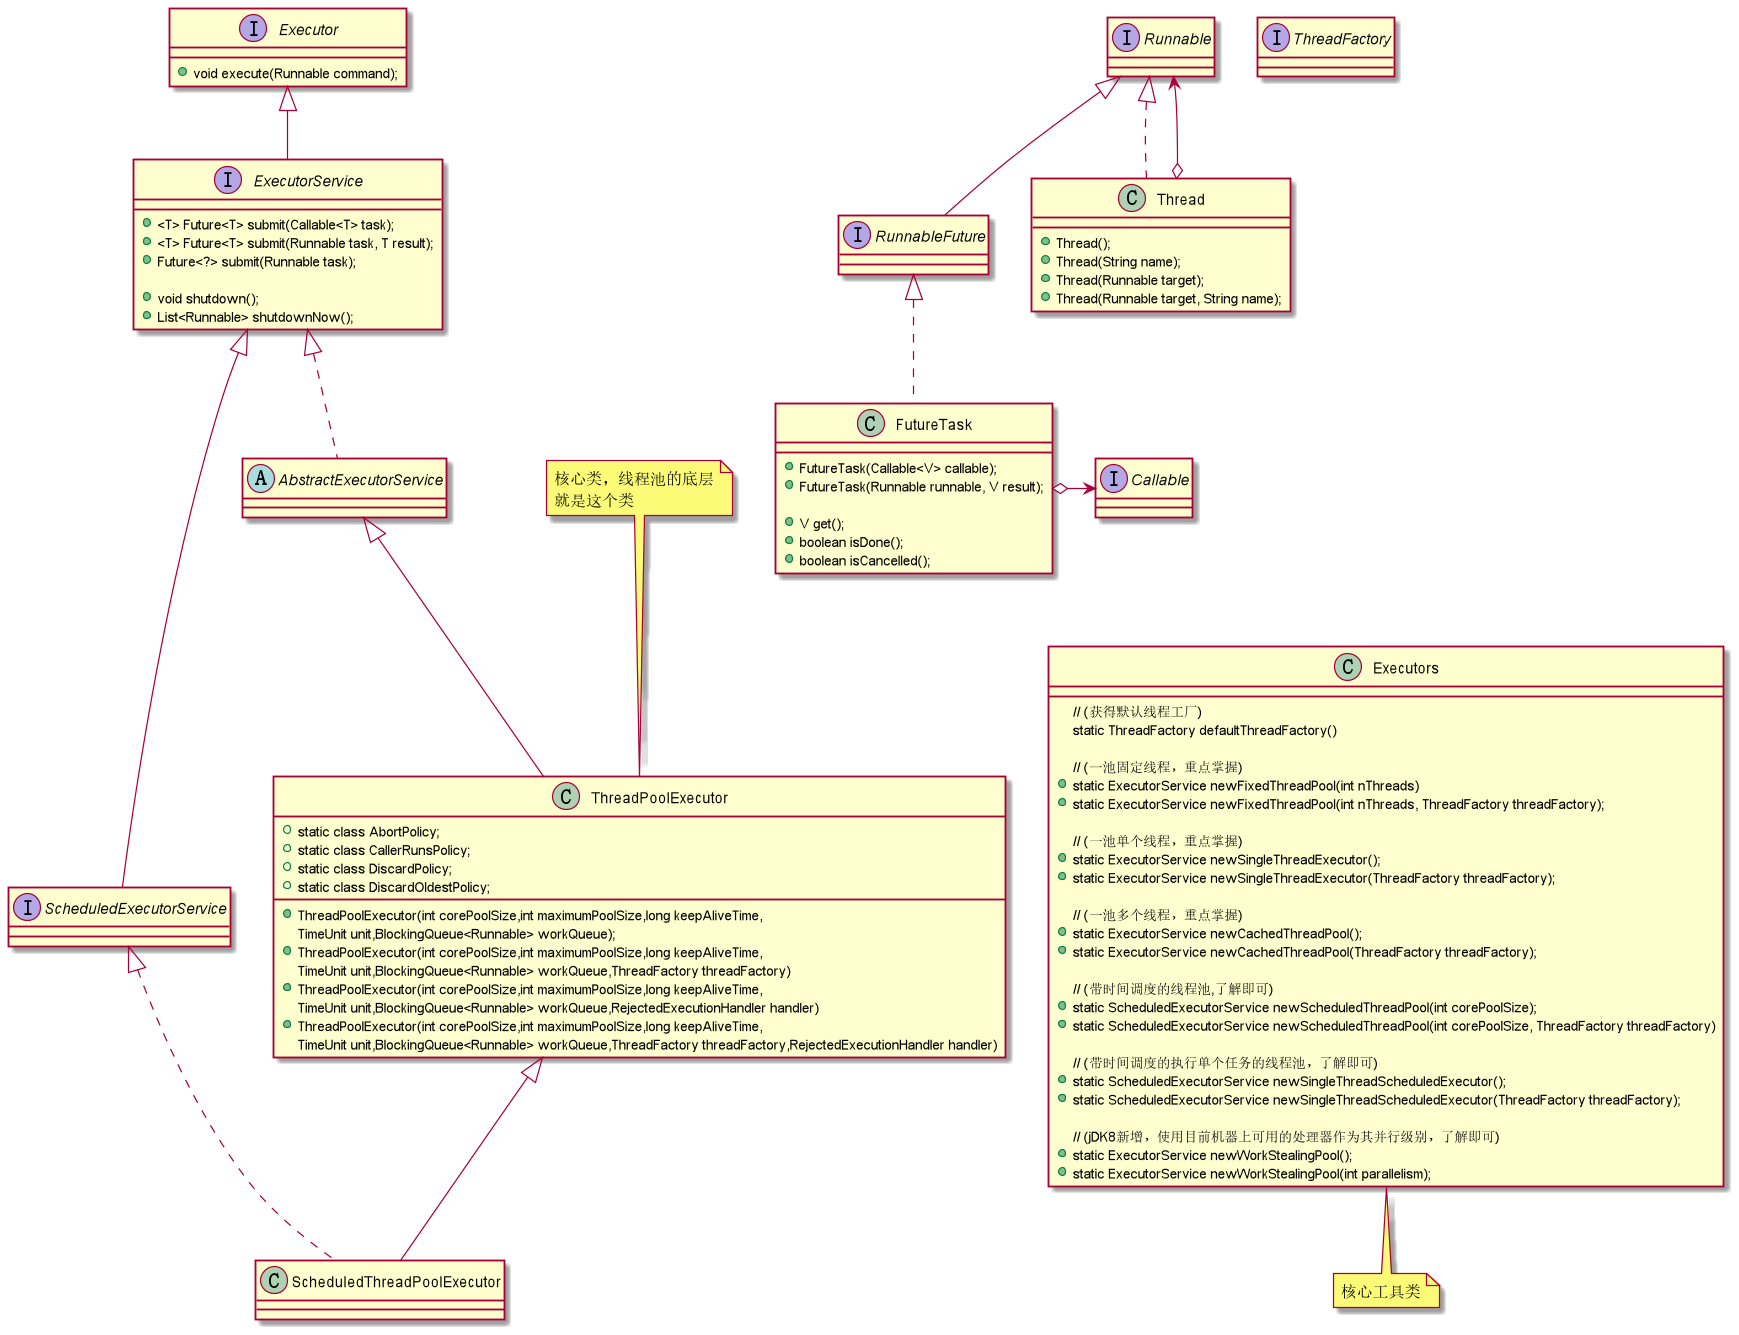 I Executor
void execute(Runnable command);
I Runnable
I ThreadFactory
I ExecutorService
<T> Future<T> submit(Callable<T> task);
<T> Future<T> submit(Runnable task, T result);
Future<?> submit(Runnable task);
void shutdown();
List<Runnable> shutdownNow();
I RunnableFuture
C Thread
Thread();
Thread(String name);
Thread(Runnable target);
Thread(Runnable target, String name);
A AbstractExecutorService
核心类，线程池的底层
就是这个类
C FutureTask
FutureTask(Callable<V> callable);
FutureTask(Runnable runnable, V result);
V get();
boolean isDone();
boolean isCancelled();
I Callable
I ScheduledExecutorService
C ThreadPoolExecutor
static class AbortPolicy;
static class CallerRunsPolicy;
static class DiscardPolicy;
static class DiscardOldestPolicy;
ThreadPoolExecutor(int corePoolSize,int maximumPoolSize,long keepAliveTime,
TimeUnit unit,BlockingQueue<Runnable> workQueue);
ThreadPoolExecutor(int corePoolSize,int maximumPoolSize,long keepAliveTime,
TimeUnit unit,BlockingQueue<Runnable> workQueue,ThreadFactory threadFactory)
ThreadPoolExecutor(int corePoolSize,int maximumPoolSize,long keepAliveTime,
TimeUnit unit,BlockingQueue<Runnable> workQueue,RejectedExecutionHandler handler)
ThreadPoolExecutor(int corePoolSize,int maximumPoolSize,long keepAliveTime,
TimeUnit unit,BlockingQueue<Runnable> workQueue,ThreadFactory threadFactory,RejectedExecutionHandler handler)
C Executors
// (获得默认线程工厂)
static ThreadFactory defaultThreadFactory()
// (一池固定线程，重点掌握)
static ExecutorService newFixedThreadPool(int nThreads)
static ExecutorService newFixedThreadPool(int nThreads, ThreadFactory threadFactory);
// (一池单个线程，重点掌握)
static ExecutorService newSingleThreadExecutor();
static ExecutorService newSingleThreadExecutor(ThreadFactory threadFactory);
// (一池多个线程，重点掌握)
static ExecutorService newCachedThreadPool();
static ExecutorService newCachedThreadPool(ThreadFactory threadFactory);
// (带时间调度的线程池,了解即可)
static ScheduledExecutorService newScheduledThreadPool(int corePoolSize);
static ScheduledExecutorService newScheduledThreadPool(int corePoolSize, ThreadFactory threadFactory)
// (带时间调度的执行单个任务的线程池，了解即可)
static ScheduledExecutorService newSingleThreadScheduledExecutor();
static ScheduledExecutorService newSingleThreadScheduledExecutor(ThreadFactory threadFactory);
// (jDK8新增，使用目前机器上可用的处理器作为其并行级别，了解即可)
static ExecutorService newWorkStealingPool();
static ExecutorService newWorkStealingPool(int parallelism);
C ScheduledThreadPoolExecutor
核心工具类